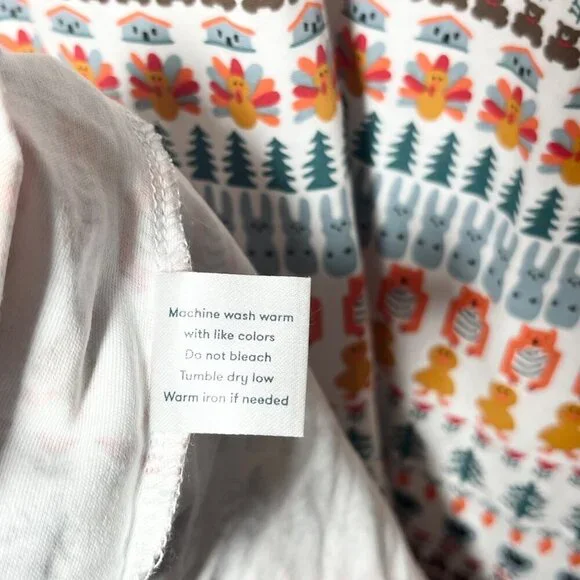 Machine wash warm
with like colors
Do not bleach
Tumble dry low
Warm iron if needed